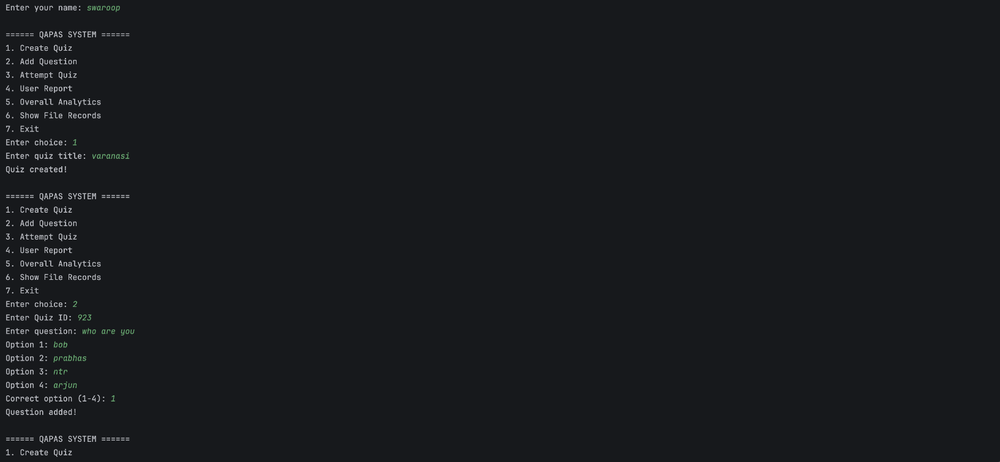 Enter your name: swaroop
====== QAPAS SYSTEM ======
1. Create Quiz
2. Add Question
3. Attempt Quiz
4. User Report
5. Overall Analytics
6. Show File Records
7. Exit
Enter choice: 1
Enter quiz title: varanasi
Quiz created!
====== QAPAS SYSTEM ======
1. Create Quiz
2. Add Question
3. Attempt Quiz
4. User Report
5. Overall Analytics
6. Show File Records
7. Exit
Enter choice: 2
Enter Quiz ID: 923
Enter question: who are you
Option 1: bob
Option 2: prabhas
Option 3: ntr
Option 4: arjun
Correct option (1-4): 1
Question added!
====== QAPAS SYSTEM ======
1. Create Quiz